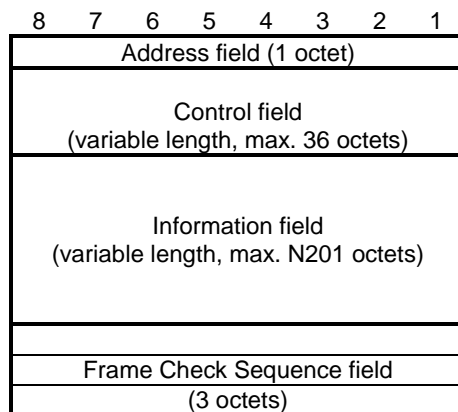 8 7 6 5 4 3 2 1
Address field (1 octet)
Control field
(variable length, max. 36 octets)
Information field
(variable length, max. N201 octets)
Frame Check Sequence field
(3 octets)